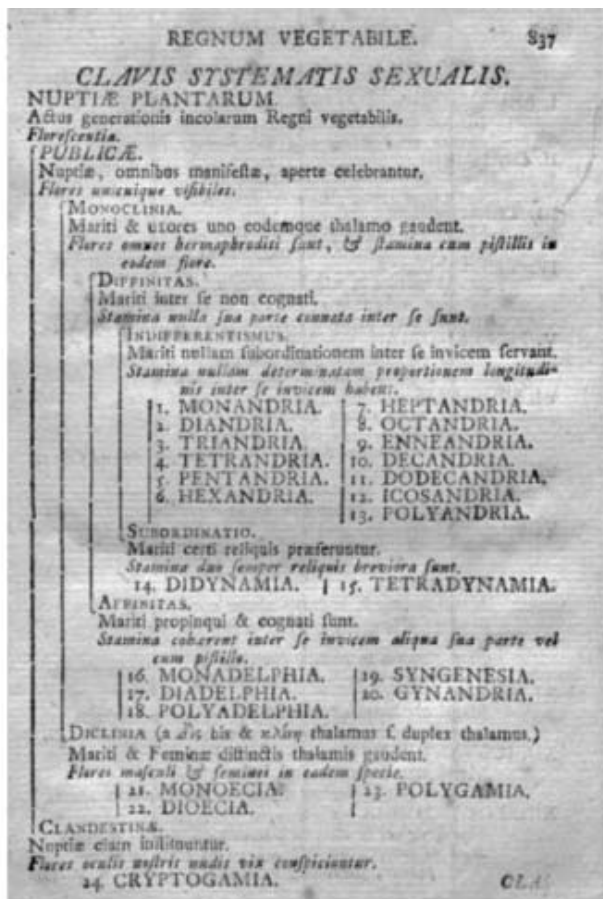 REGNUM VEGETABILE. 837
CLAVIS SYSTEMATIS SEXUALIS.
NUPTIÆ PLANTARUM.
Actus generationis incolarum Regni vegetabilis.
Florescentia.
PUBLICÆ.
Nuptiæ, omnibus manifestæ, aperte celebrantur.
Flores unicuique visibiles.
MONOCLINIA.
Mariti & uxores uno eodemque thalamo gaudent.
Flores omnes hermaphroditi sunt, & stamina cum pistillis in
eodem flore.
DIFFINITAS.
Mariti inter se non cognati.
Stamina nulla sua parte connata inter se sunt.
INDIFFERENTISMUS.
Mariti nullam subordinationem inter se invicem servant.
Stamina nullam determinatam proportionem longitudi-
nis inter se invicem habent.
1. MONANDRIA. 7. HEPTANDRIA.
2. DIANDRIA. 8. OCTANDRIA.
3. TRIANDRIA. 9. ENNEANDRIA.
4. TETRANDRIA. 10. DECANDRIA.
5. PENTANDRIA. 11. DODECANDRIA.
6. HEXANDRIA. 12. ICOSANDRIA.
13. POLYANDRIA.
SUBORDINATIO.
Mariti certi reliquis præferuntur.
Stamina duo semper reliquis breviora sunt.
14. DIDYNAMIA. 15. TETRADYNAMIA.
AFFINITAS.
Mariti propinqui & cognati sunt.
Stamina cohærent inter se invicem aliqua sua parte vel
cum pistillo.
16. MONADELPHIA. 19. SYNGENESIA.
17. DIADELPHIA. 20. GYNANDRIA.
18. POLYADELPHIA.
DICLINIA (a δὶς bis & κλίνη thalamus s. duplex thalamus.)
Mariti & Feminæ distinctis thalamis gaudent.
Flores masculi & feminei in eadem specie.
21. MONOECIA. 23. POLYGAMIA.
22. DIOECIA.
CLANDESTINÆ.
Nuptiæ clam instituuntur.
Flores oculis nostris nudis vix conspiciuntur.
24. CRYPTOGAMIA. CLAS